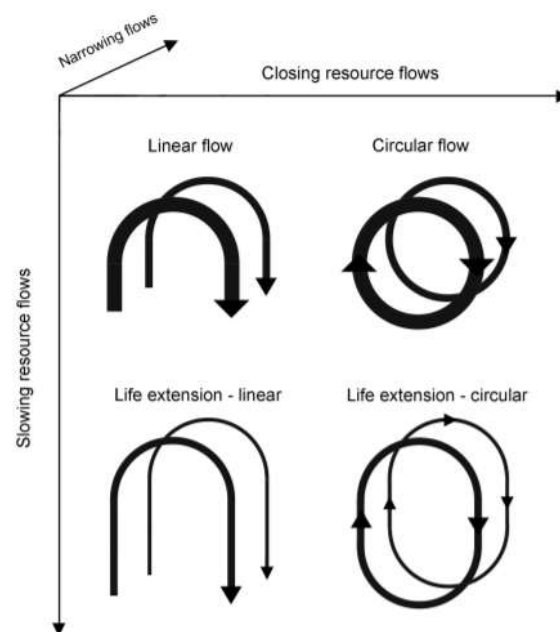 Narrowing flows
Closing resource flows
Linear flow
Circular flow
Slowing resource flows
Life extension - linear
Life extension - circular